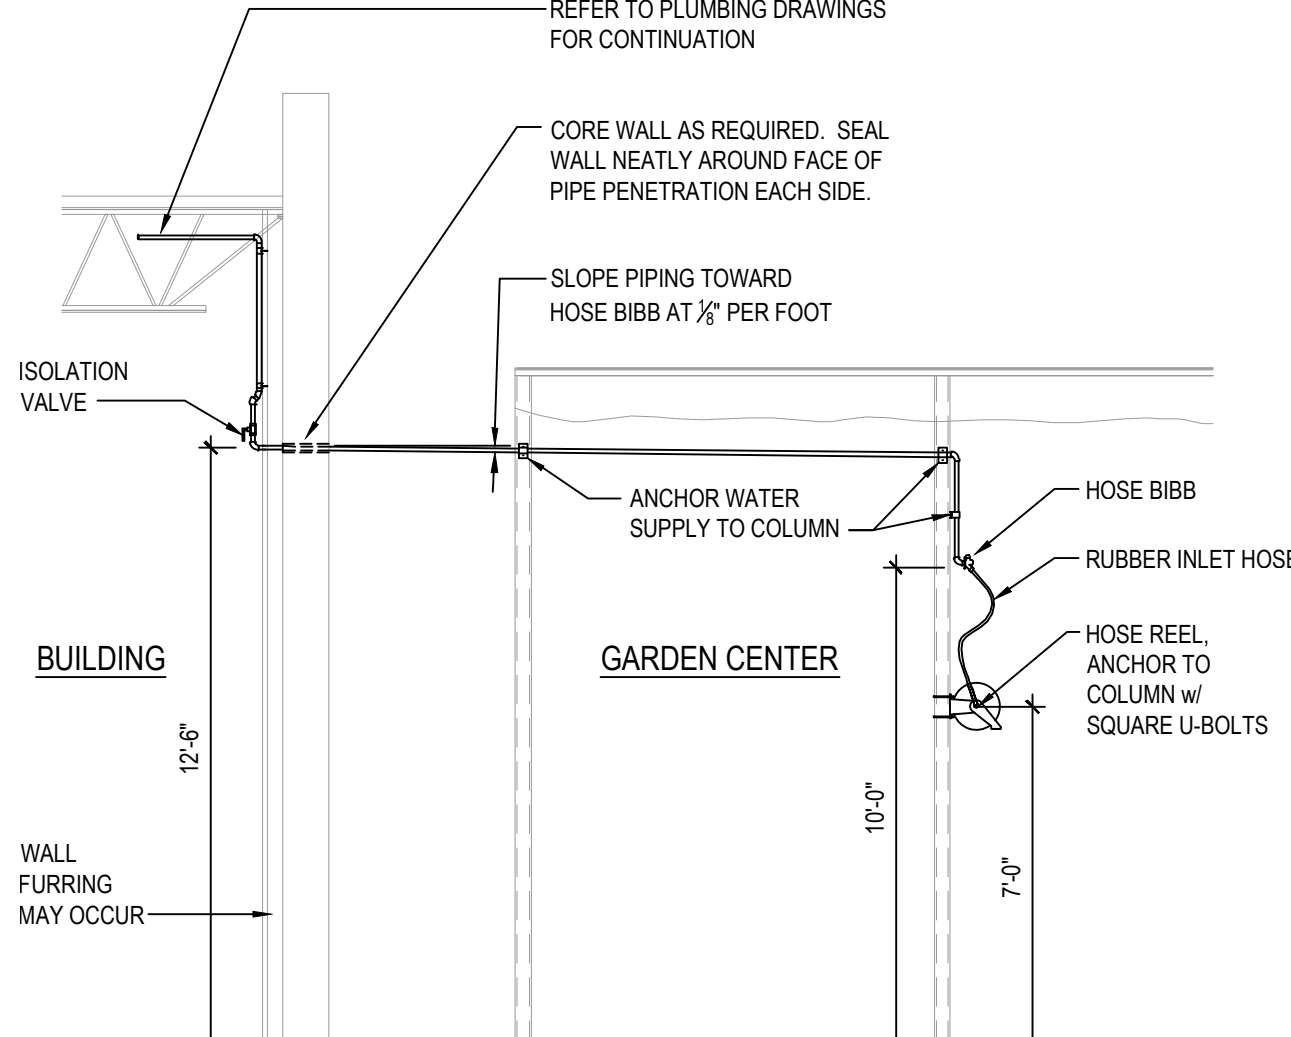 REFER TO PLUMBING DRAWINGS
FOR CONTINUATION
CORE WALL AS REQUIRED. SEAL
WALL NEATLY AROUND FACE OF
PIPE PENETRATION EACH SIDE.
SLOPE PIPING TOWARD
HOSE BIBB AT 1/8" PER FOOT
ISOLATION
VALVE
ANCHOR WATER
SUPPLY TO COLUMN
HOSE BIBB
RUBBER INLET HOSE
BUILDING
GARDEN CENTER
HOSE REEL,
ANCHOR TO
COLUMN w/
SQUARE U-BOLTS
12'-6"
10'-0"
7'-0"
WALL
FURRING
MAY OCCUR